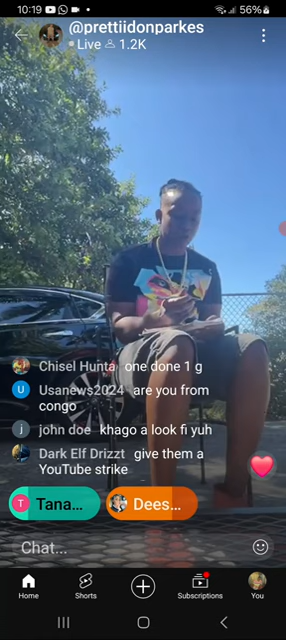 10:19
56%
@prettiidonparkes
Live 1.2K
Chisel Hunta one done 1 g
Usanews2024 are you from
congo
john doe khago a look fi yuh
Dark Elf Drizzt give them a
YouTube strike
Tana... Dees...
Chat...
Home Shorts Subscriptions You